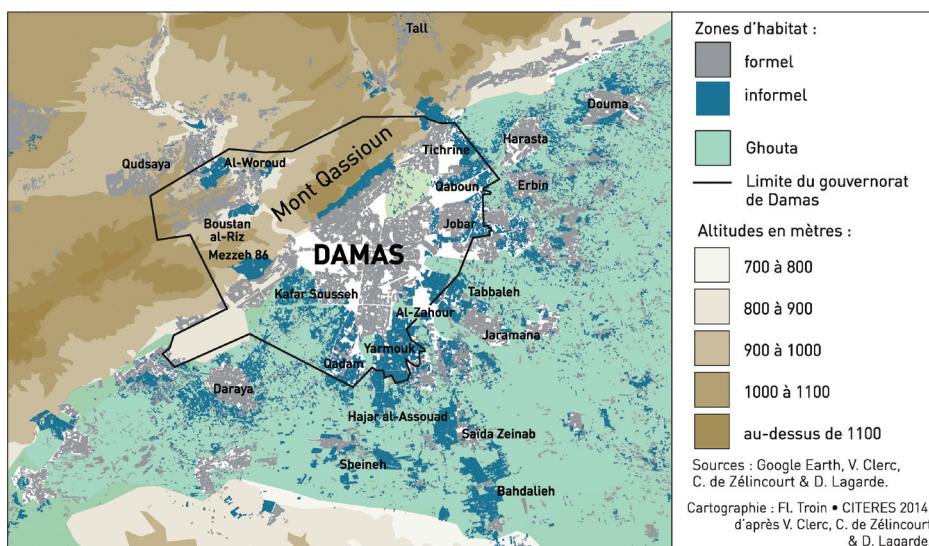 Tall
Douma
Harasta
Tichrine
Qudsaya
Al-Woroud
Mont Qassioun
Qaboun
Erbin
Boustan
al-Riz
Jobar
Mezzeh 86
DAMAS
Kafar Sousseh
Tabbaleh
Al-Zahour
Jaramana
Yarmouk
Qadam
Daraya
Hajar al-Assouad
Saïda Zeinab
Sbeineh
Bahdalieh
Zones d'habitat :
formel
informel
Ghouta
Limite du gouvernorat
de Damas
Altitudes en mètres :
700 à 800
800 à 900
900 à 1000
1000 à 1100
au-dessus de 1100
Sources : Google Earth, V. Clerc,
C. de Zélincourt & D. Lagarde.
Cartographie : Fl. Troin • CITERES 2014
d'après V. Clerc, C. de Zélincourt
& D. Lagarde.